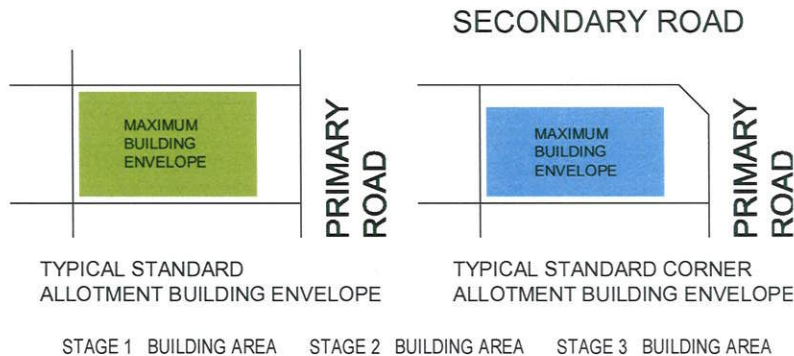 SECONDARY ROAD
MAXIMUM
BUILDING
ENVELOPE
PRIMARY
ROAD
MAXIMUM
BUILDING
ENVELOPE
PRIMARY
ROAD
TYPICAL STANDARD
ALLOTMENT BUILDING ENVELOPE
TYPICAL STANDARD CORNER
ALLOTMENT BUILDING ENVELOPE
STAGE 1 BUILDING AREA STAGE 2 BUILDING AREA STAGE 3 BUILDING AREA